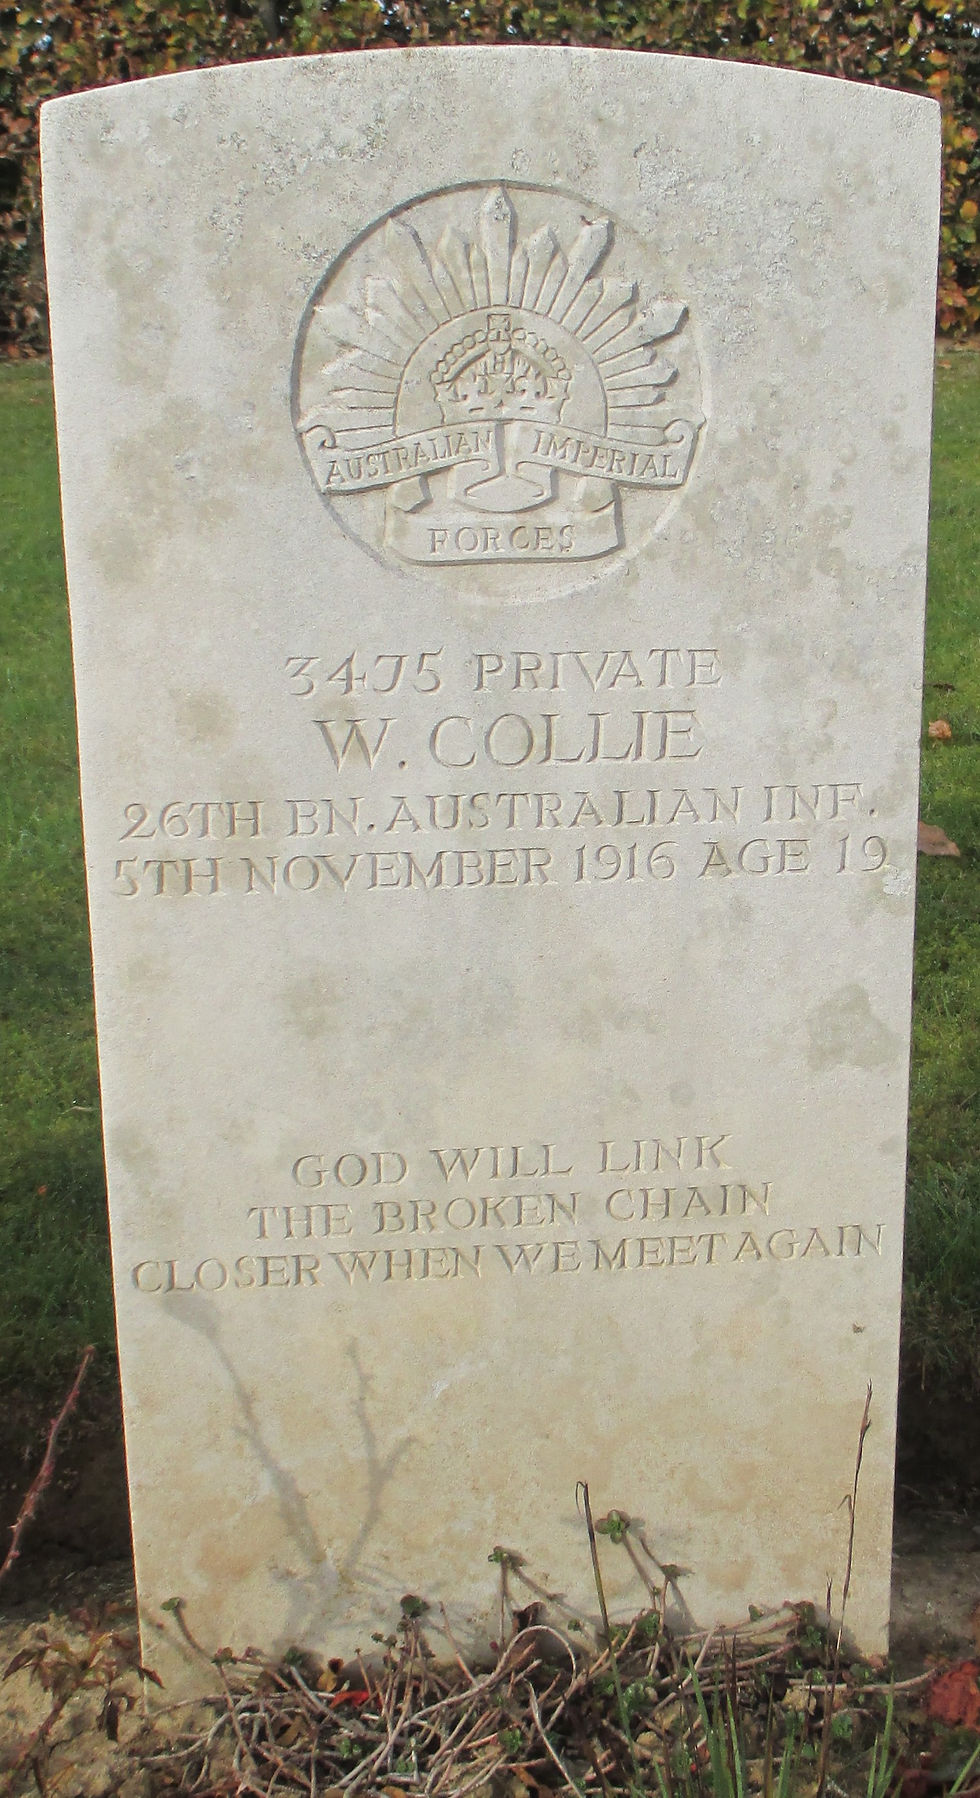 AUSTRALIAN IMPERIAL
FORCES
3475 PRIVATE
W. COLLIE
26TH BN. AUSTRALIAN INF.
5TH NOVEMBER 1916 AGE 19
GOD WILL LINK
THE BROKEN CHAIN
CLOSER WHEN WE MEET AGAIN